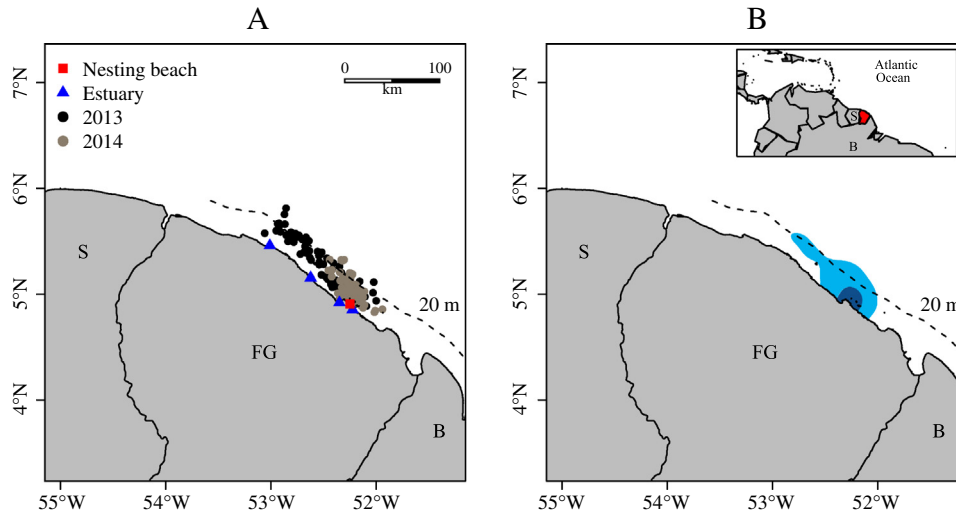 A
Nesting beach
Estuary
2013
2014
0 100
km
7°N
6°N
5°N
4°N
S
FG
B
20 m
55°W 54°W 53°W 52°W
B
Atlantic
Ocean
S
B
7°N
6°N
5°N
4°N
S
FG
B
20 m
55°W 54°W 53°W 52°W